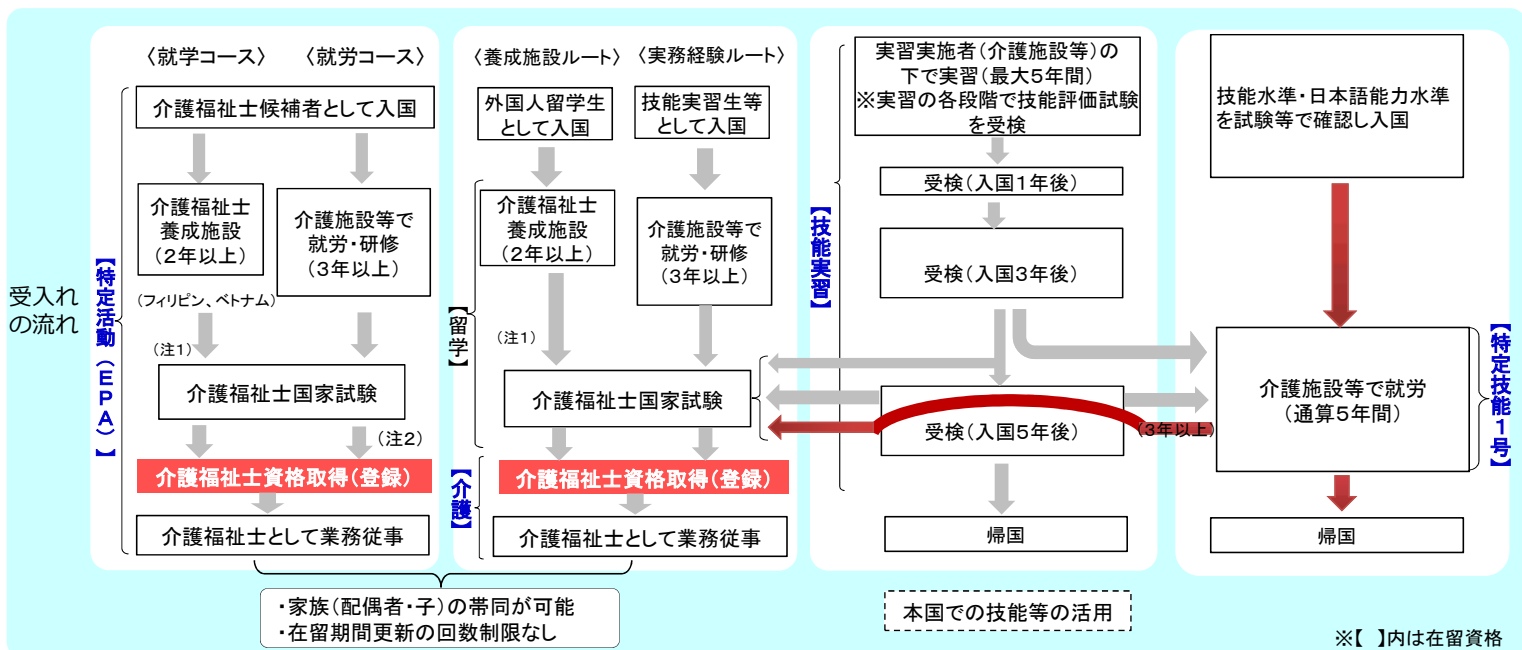 受入れ
の流れ
〈就学コース〉
〈就労コース〉
【特定活動(EPA)】
介護福祉士候補者として入国
介護福祉士
養成施設
(2年以上)
介護施設等で
就労・研修
(3年以上)
(フィリピン、ベトナム)
(注1)
介護福祉士国家試験
(注2)
介護福祉士資格取得(登録)
介護福祉士として業務従事
〈養成施設ルート〉
〈実務経験ルート〉
外国人留学生
として入国
技能実習生等
として入国
【留学】
介護福祉士
養成施設
(2年以上)
介護施設等で
就労・研修
(3年以上)
(注1)
介護福祉士国家試験
【介護】
介護福祉士資格取得(登録)
介護福祉士として業務従事
・家族(配偶者・子)の帯同が可能
・在留期間更新の回数制限なし
【技能実習】
実習実施者(介護施設等)の
下で実習(最大5年間)
※実習の各段階で技能評価試験
を受検
受検(入国1年後)
受検(入国3年後)
受検(入国5年後)
帰国
本国での技能等の活用
技能水準・日本語能力水準
を試験等で確認し入国
(3年以上)
介護施設等で就労
(通算5年間)
【特定技能1号】
帰国
※【 】内は在留資格